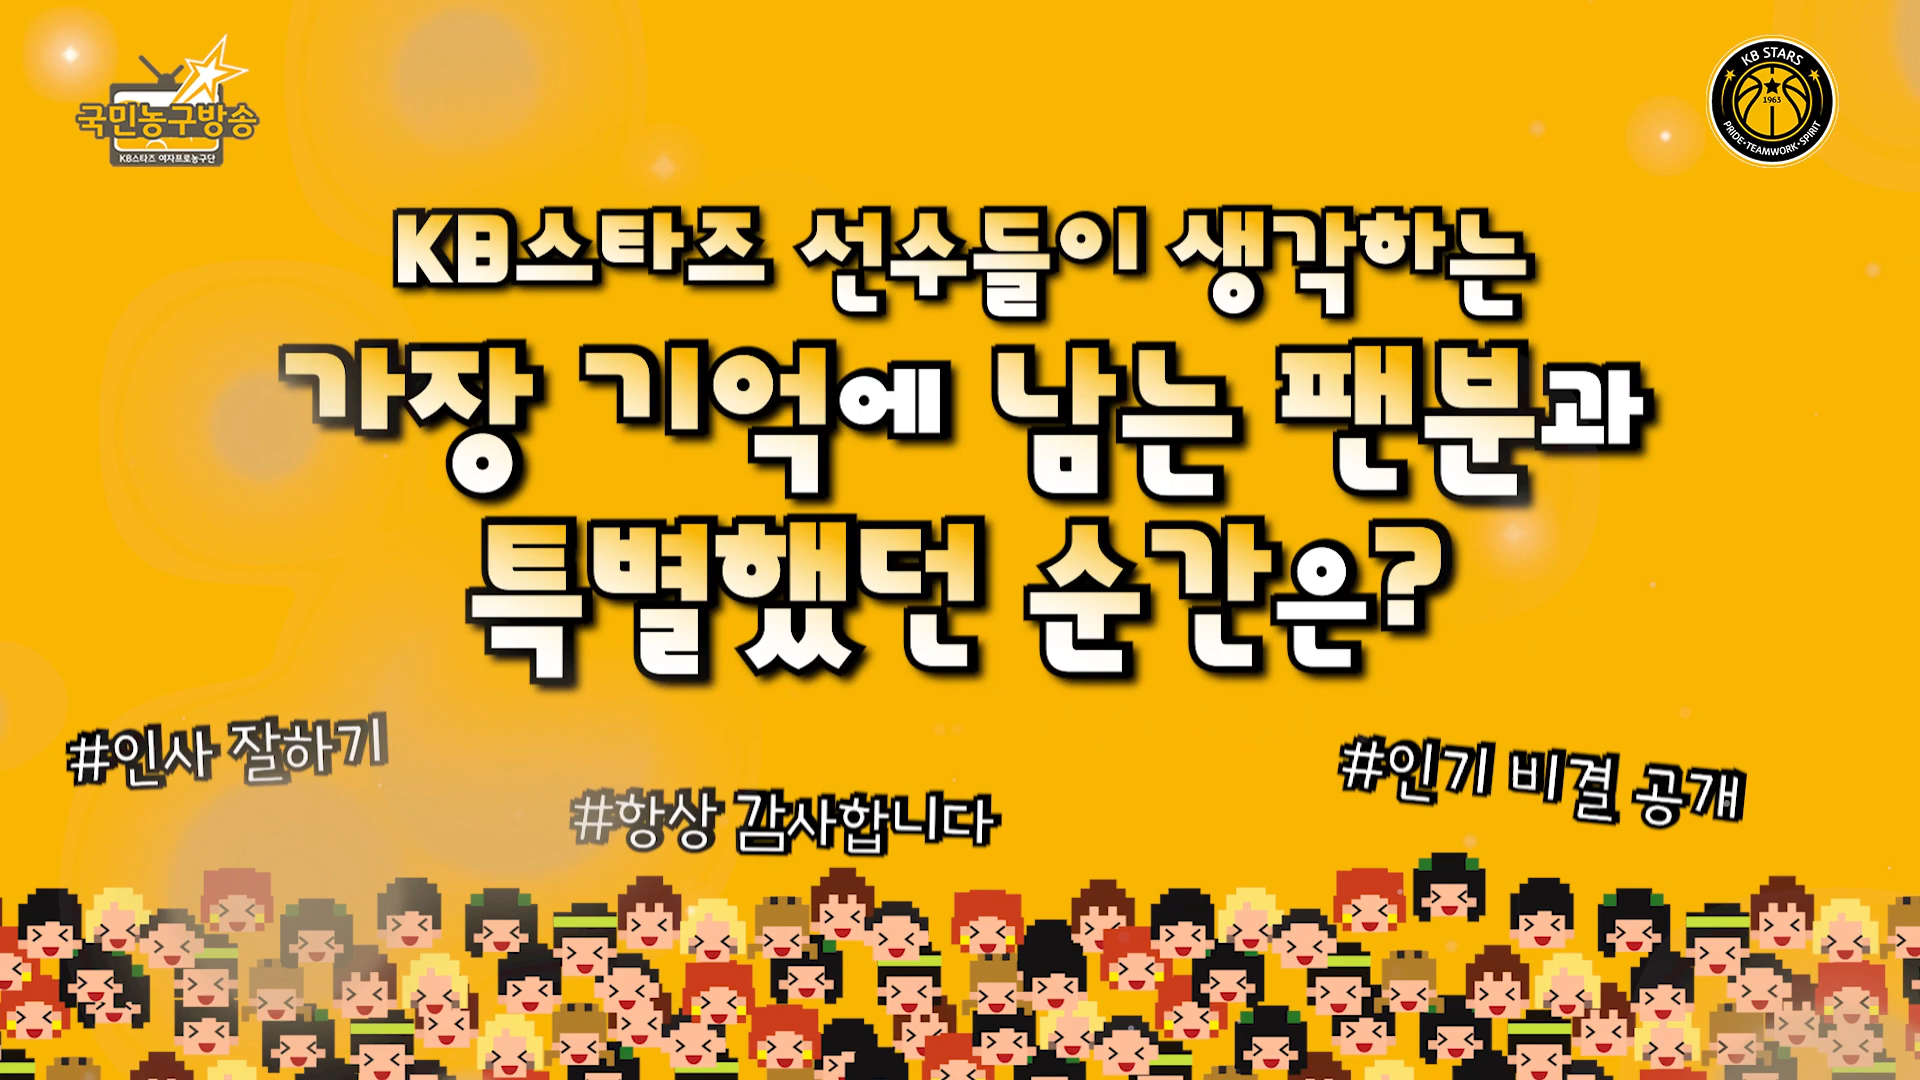 국민농구방송
KB스타즈 여자프로농구단
KB STARS
1963
PRIDE•TEAMWORK•SPIRIT
KB스타즈 선수들이 생각하는
가장 기억에 남는 팬분과
특별했던 순간은?
#인사 잘하기
#항상 감사합니다
#인기 비결 공개